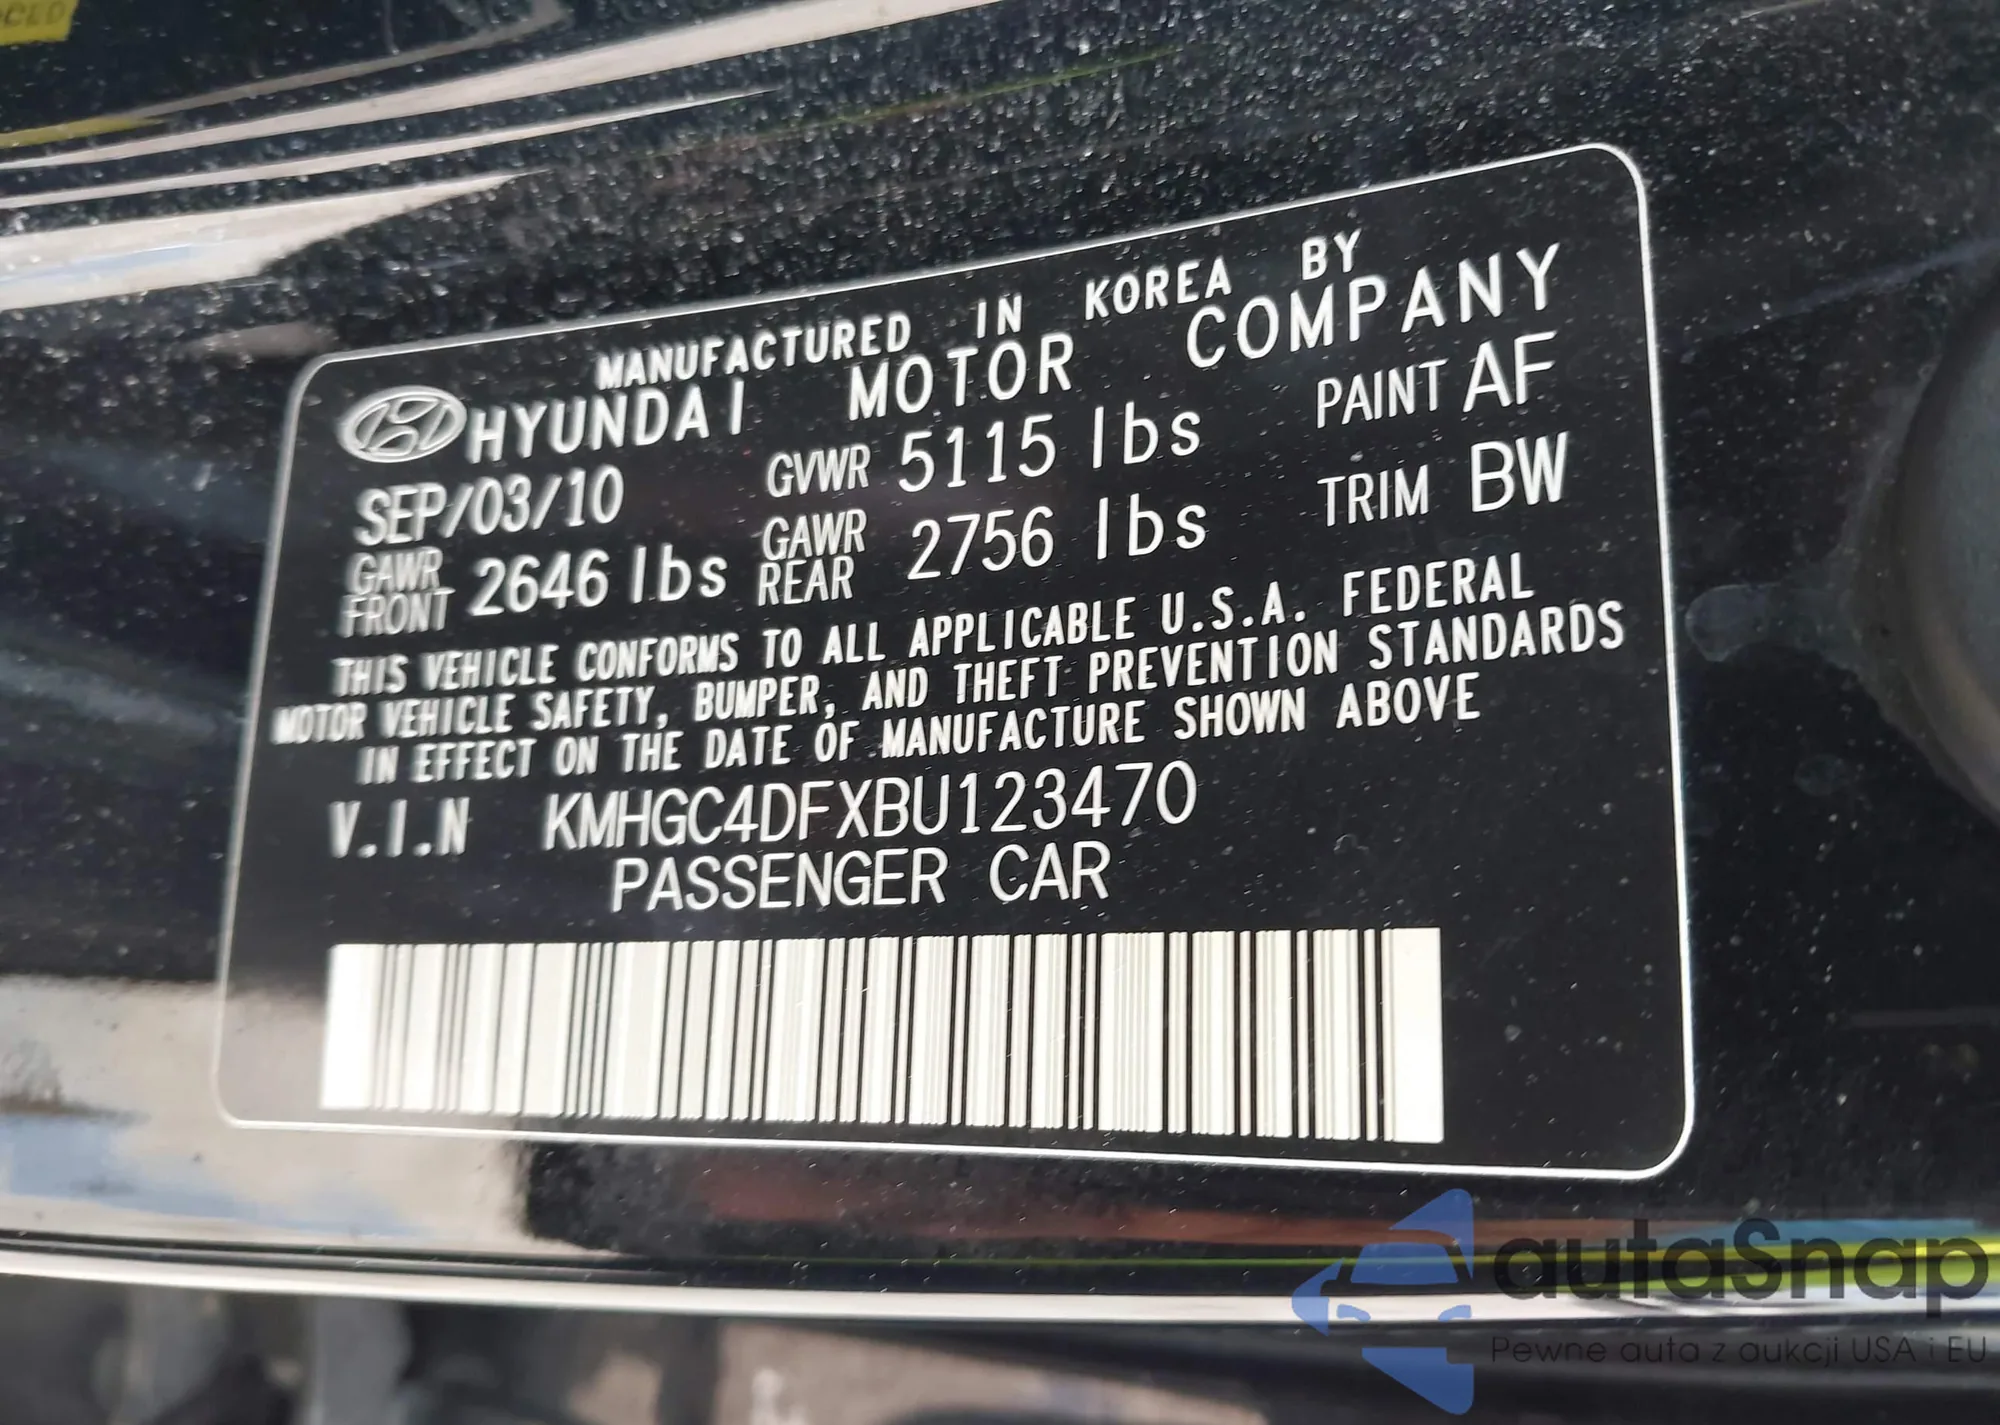 MANUFACTURED IN KOREA BY
HYUNDAI MOTOR COMPANY
SEP/03/10 GVWR 5115 lbs PAINT AF
GAWR FRONT 2646 lbs GAWR REAR 2756 lbs TRIM BW
THIS VEHICLE CONFORMS TO ALL APPLICABLE U.S.A. FEDERAL
MOTOR VEHICLE SAFETY, BUMPER, AND THEFT PREVENTION STANDARDS
IN EFFECT ON THE DATE OF MANUFACTURE SHOWN ABOVE
V.I.N KMHGC4DFXBU123470
PASSENGER CAR
autaSnap
Pewne auta z aukcji USA i EU